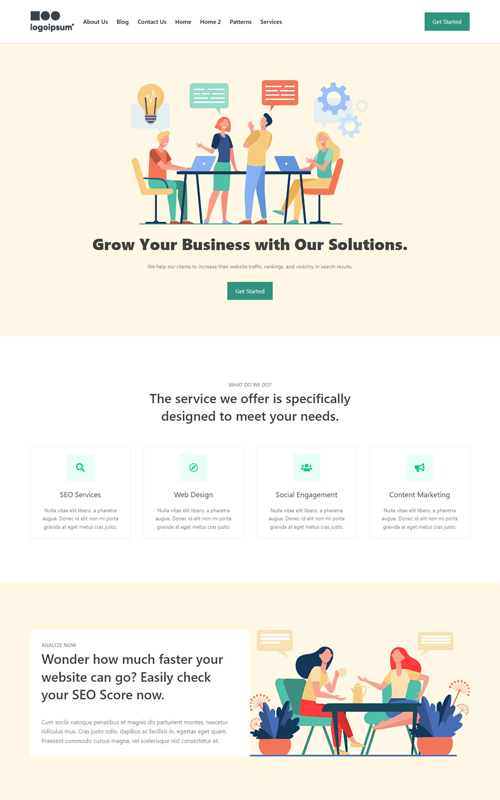 logoipsum
About Us Blog Contact Us Home Home 2 Patterns Services
Get Started
Grow Your Business with Our Solutions.
We help our clients to increase their website traffic, rankings, and visibility in search results.
Get Started
WHAT DO WE DO?
The service we offer is specifically
designed to meet your needs.
SEO Services
Nulla vitae elit libero, a pharetra
augue. Donec id elit non mi porta
gravida at eget metus cras justo.
Web Design
Nulla vitae elit libero, a pharetra
augue. Donec id elit non mi porta
gravida at eget metus cras justo.
Social Engagement
Nulla vitae elit libero, a pharetra
augue. Donec id elit non mi porta
gravida at eget metus cras justo.
Content Marketing
Nulla vitae elit libero, a pharetra
augue. Donec id elit non mi porta
gravida at eget metus cras justo.
ANALYZE NOW
Wonder how much faster your
website can go? Easily check
your SEO Score now.
Cum sociis natoque penatibus et magnis dis parturient montes, nascetur
ridiculus mus. Cras justo odio, dapibus ac facilisis in, egestas eget quam.
Praesent commodo cursus magna, vel scelerisque nisl consectetur et.